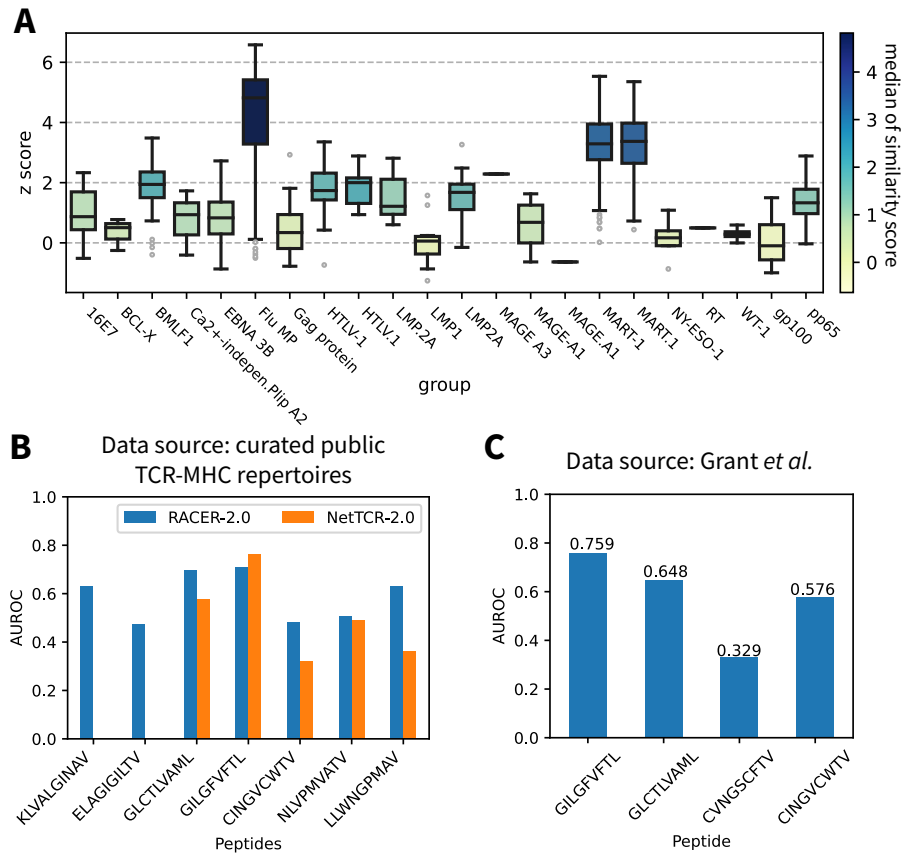 A
z score
6
4
2
0
16E7
BCL-X
BMLF1
Ca2+-indepen.Plip A2
EBNA 3B
Flu MP
Gag protein
HTLV-1
HTLV.1
LMP.2A
LMP1
LMP2A
MAGE A3
MAGE-A1
MAGE.A1
MART-1
MART.1
NY-ESO-1
RT
WT-1
gp100
pp65
group
4
3
2
1
0
median of similarity score
B
Data source: curated public
TCR-MHC repertoires
RACER-2.0 NetTCR-2.0
AUROC
1.0
0.8
0.6
0.4
0.2
0.0
KLVALGINAV
ELAGIGILTV
GLCTLVAML
GILGFVFTL
CINGVCWTV
NLVPMVATV
LLWNGPMAV
Peptides
C
Data source: Grant et al.
AUROC
1.0
0.8
0.6
0.4
0.2
0.0
0.759
0.648
0.329
0.576
GILGFVFTL
GLCTLVAML
CVNGSCFTV
CINGVCWTV
Peptide